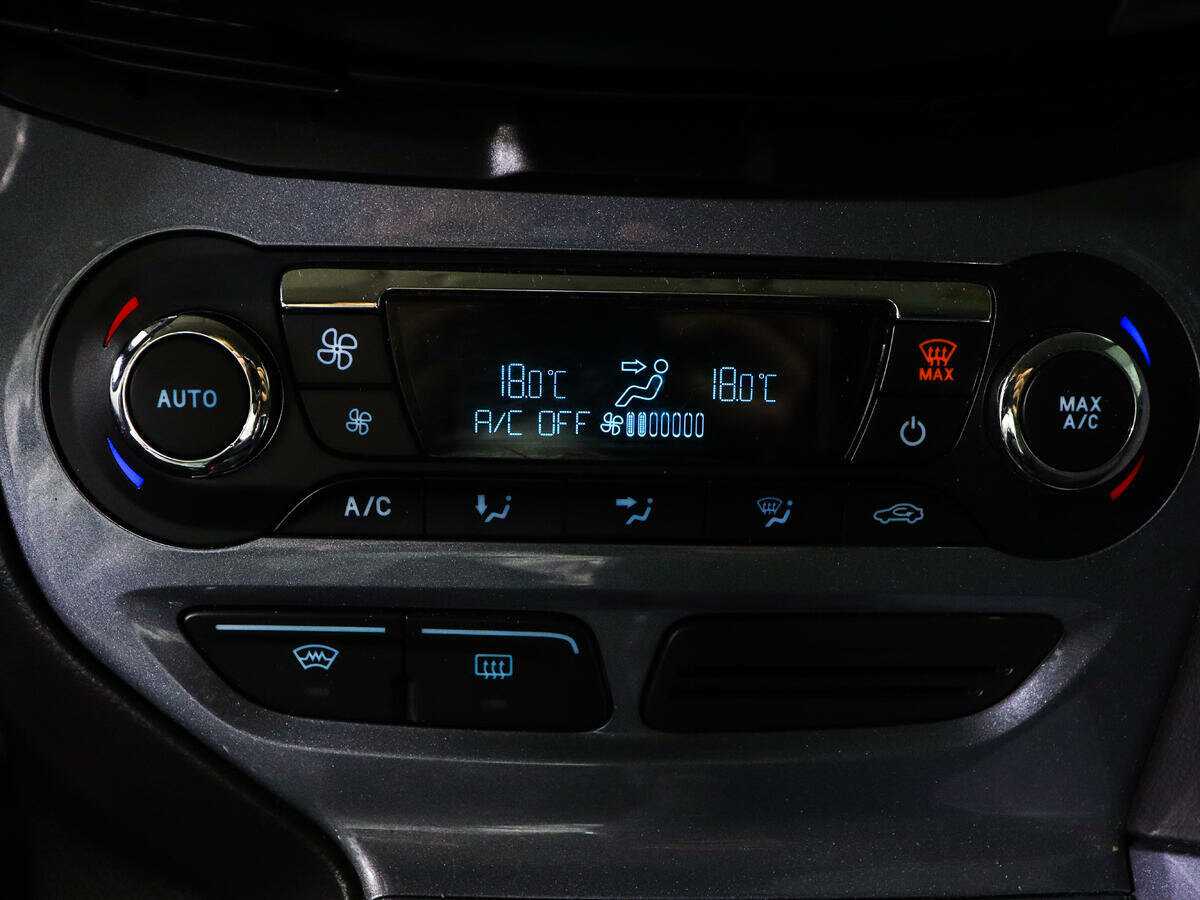 AUTO
18.0°C
18.0°C
A/C OFF
MAX
MAX
A/C
A/C